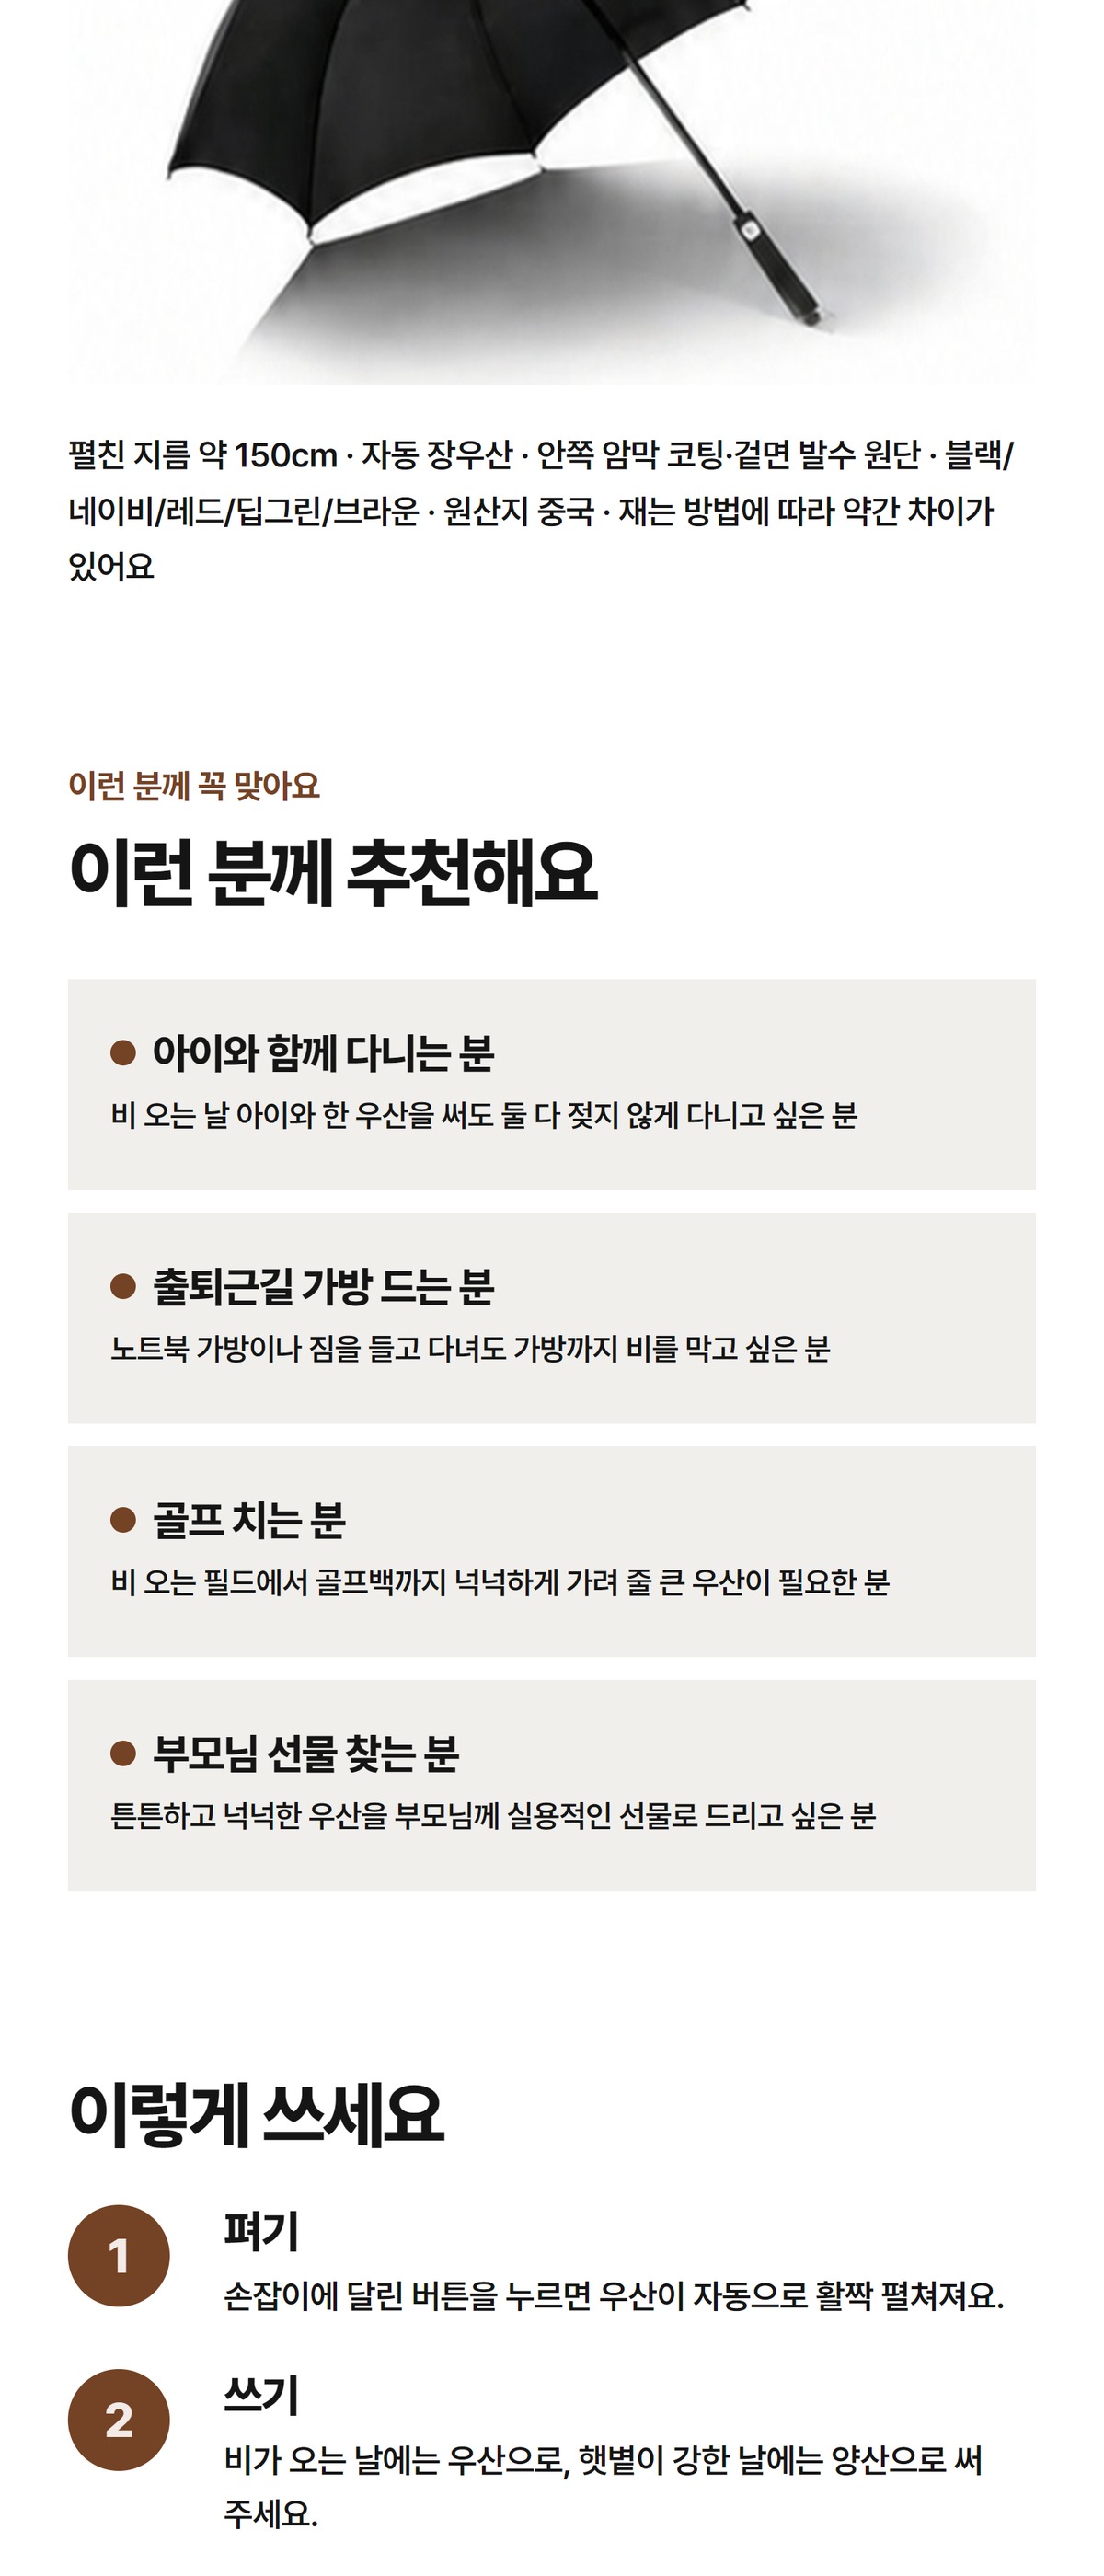 펼친 지름 약 150cm · 자동 장우산 · 안쪽 암막 코팅·겉면 발수 원단 · 블랙/
네이비/레드/딥그린/브라운 · 원산지 중국 · 재는 방법에 따라 약간 차이가
있어요
이런 분께 꼭 맞아요
이런 분께 추천해요
아이와 함께 다니는 분
비 오는 날 아이와 한 우산을 써도 둘 다 젖지 않게 다니고 싶은 분
출퇴근길 가방 드는 분
노트북 가방이나 짐을 들고 다녀도 가방까지 비를 막고 싶은 분
골프 치는 분
비 오는 필드에서 골프백까지 넉넉하게 가려 줄 큰 우산이 필요한 분
부모님 선물 찾는 분
튼튼하고 넉넉한 우산을 부모님께 실용적인 선물로 드리고 싶은 분
이렇게 쓰세요
1
펴기
손잡이에 달린 버튼을 누르면 우산이 자동으로 활짝 펼쳐져요.
2
쓰기
비가 오는 날에는 우산으로, 햇볕이 강한 날에는 양산으로 써
주세요.